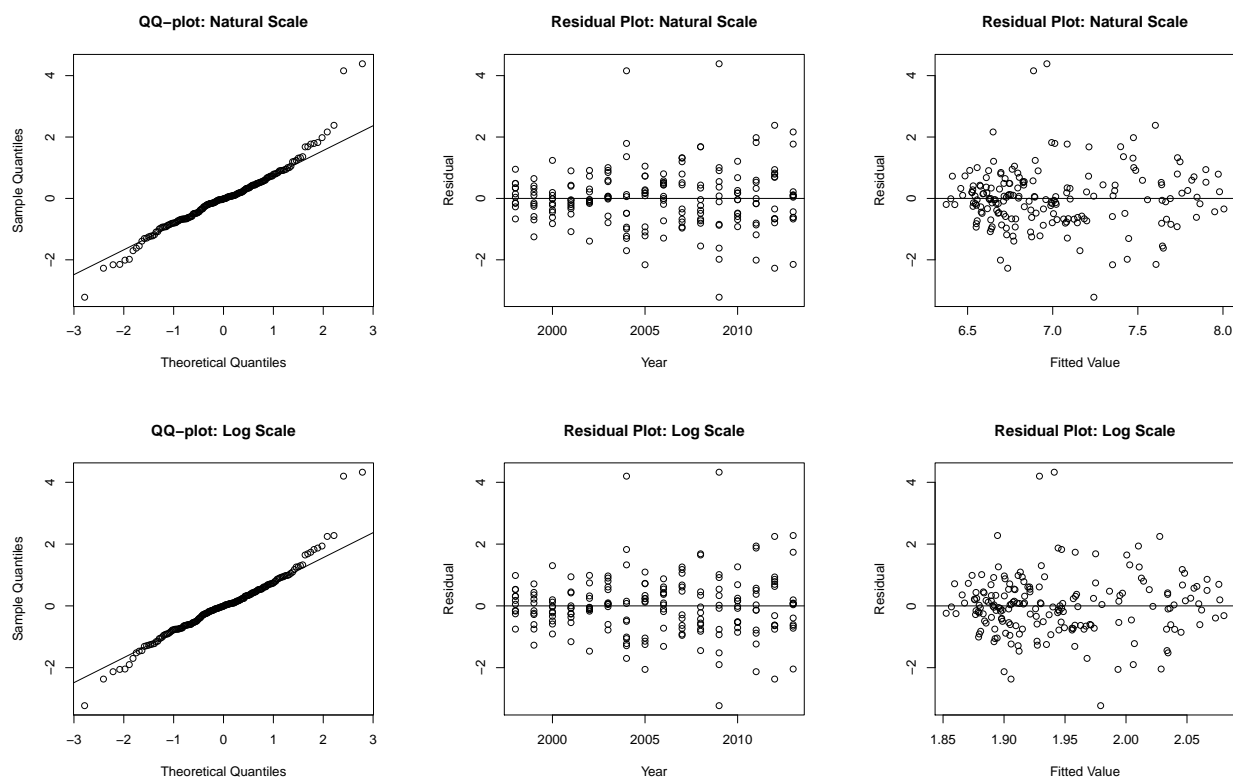 QQ−plot: Natural Scale
Sample Quantiles
4
2
0
−2
−3 −2 −1 0 1 2 3
Theoretical Quantiles
Residual Plot: Natural Scale
Residual
4
2
0
−2
2000 2005 2010
Year
Residual Plot: Natural Scale
Residual
4
2
0
−2
6.5 7.0 7.5 8.0
Fitted Value
QQ−plot: Log Scale
Sample Quantiles
4
2
0
−2
−3 −2 −1 0 1 2 3
Theoretical Quantiles
Residual Plot: Log Scale
Residual
4
2
0
−2
2000 2005 2010
Year
Residual Plot: Log Scale
Residual
4
2
0
−2
1.85 1.90 1.95 2.00 2.05
Fitted Value